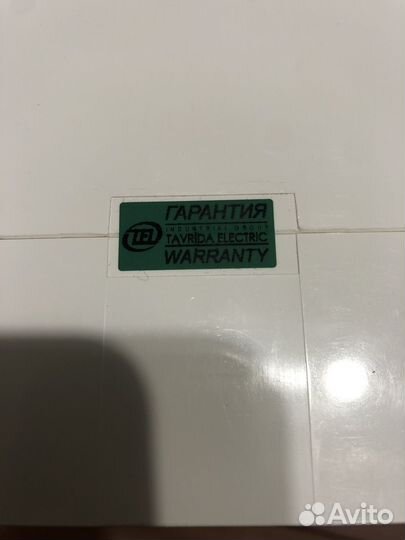 ГАРАНТИЯ
TEL
INDUSTRIAL GROUP
TAVRIDA ELECTRIC
WARRANTY
Avito